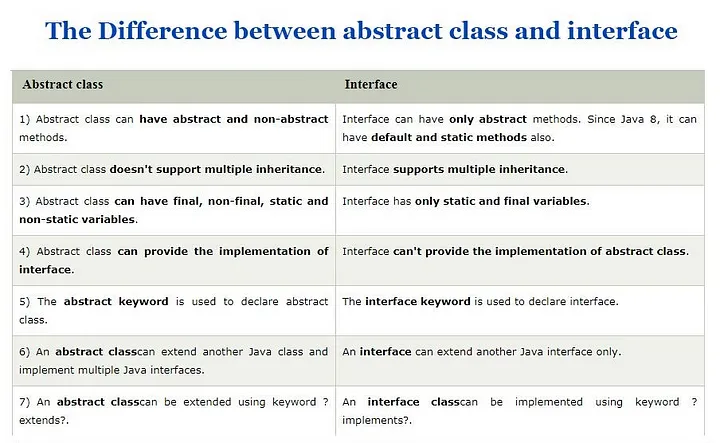 The Difference between abstract class and interface
Abstract class
Interface
1) Abstract class can have abstract and non-abstract
methods.
Interface can have only abstract methods. Since Java 8, it can
have default and static methods also.
2) Abstract class doesn't support multiple inheritance.
Interface supports multiple inheritance.
3) Abstract class can have final, non-final, static and
non-static variables.
Interface has only static and final variables.
4) Abstract class can provide the implementation of
interface.
Interface can't provide the implementation of abstract class.
5) The abstract keyword is used to declare abstract
class.
The interface keyword is used to declare interface.
6) An abstract classcan extend another Java class and
implement multiple Java interfaces.
An interface can extend another Java interface only.
7) An abstract classcan be extended using keyword ?
extends?.
An interface classcan be implemented using keyword ?
implements?.